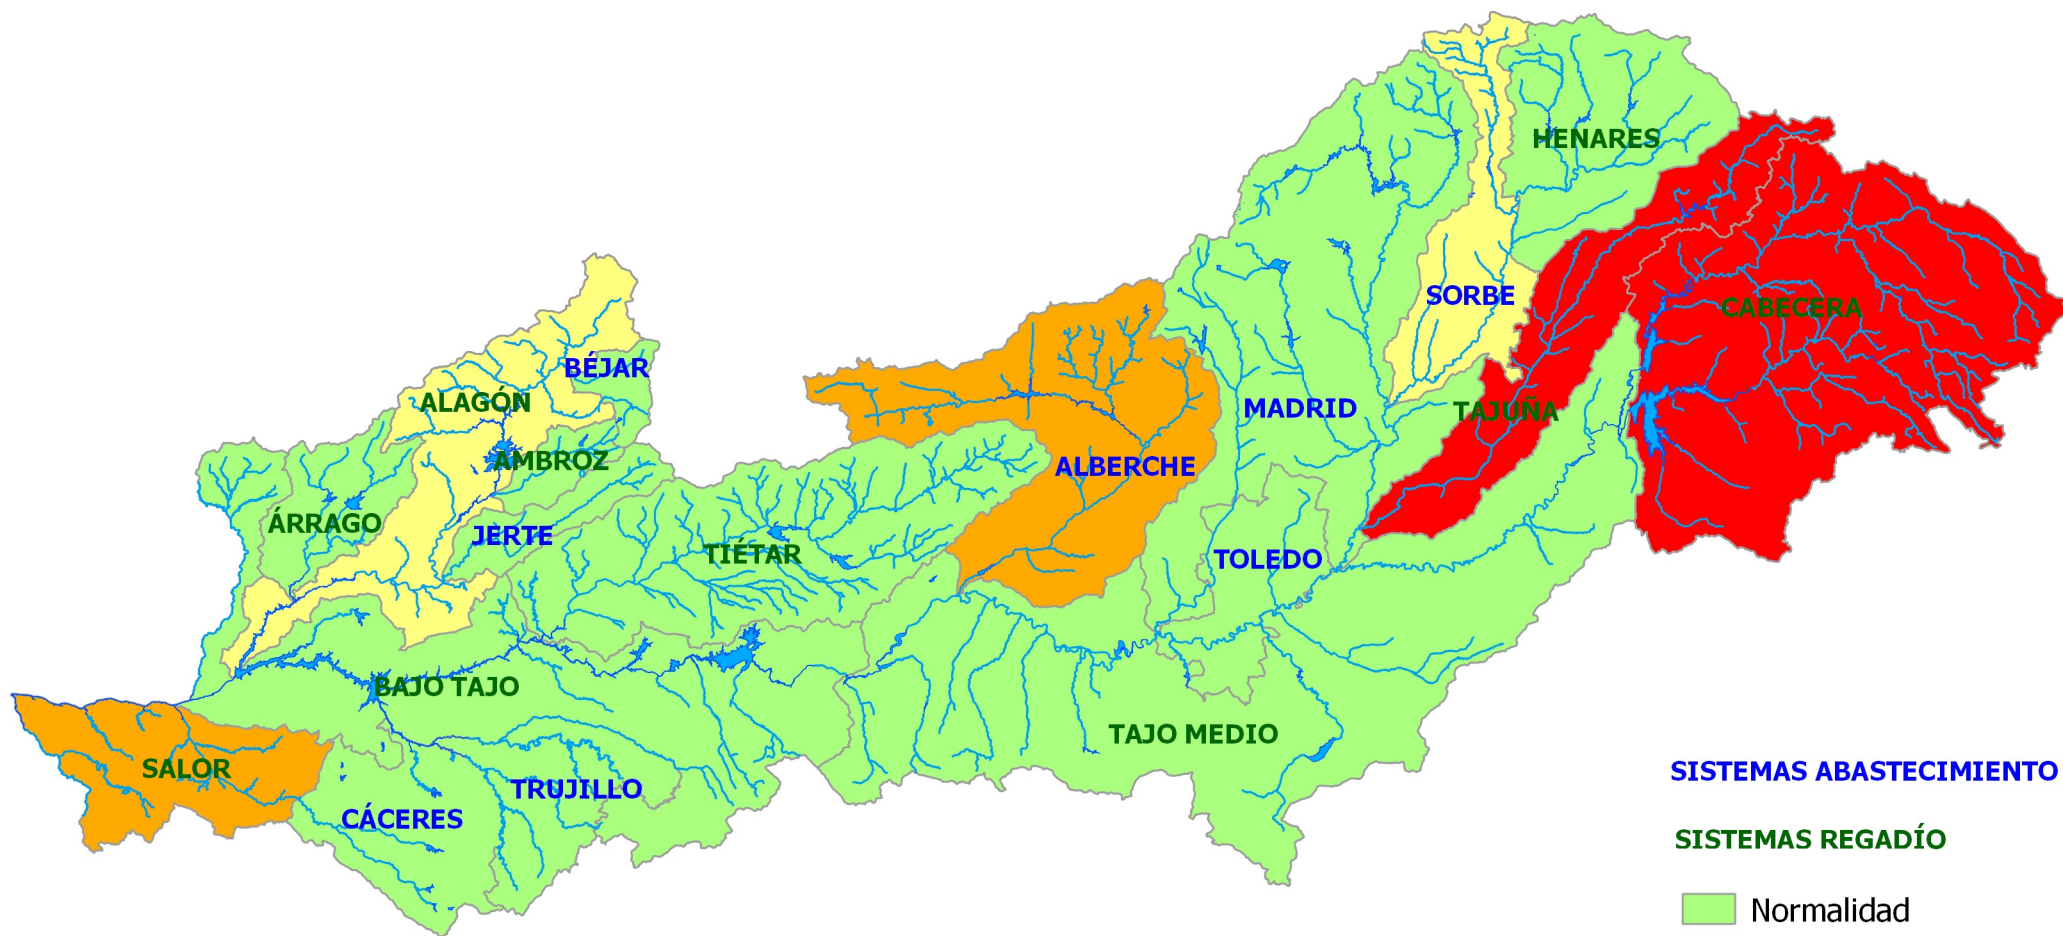 HENARES
SORBE
CABECERA
BÉJAR
ALAGÓN
MADRID
TAJUÑA
AMBROZ
ALBERCHE
ÁRRAGO
JERTE
TIÉTAR
TOLEDO
BAJO TAJO
TAJO MEDIO
SALOR
TRUJILLO
CÁCERES
SISTEMAS ABASTECIMIENTO
SISTEMAS REGADÍO
Normalidad